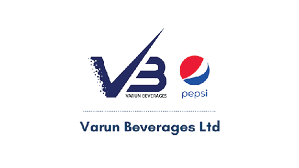 VB
VARUN BEVERAGES
pepsi
Varun Beverages Ltd